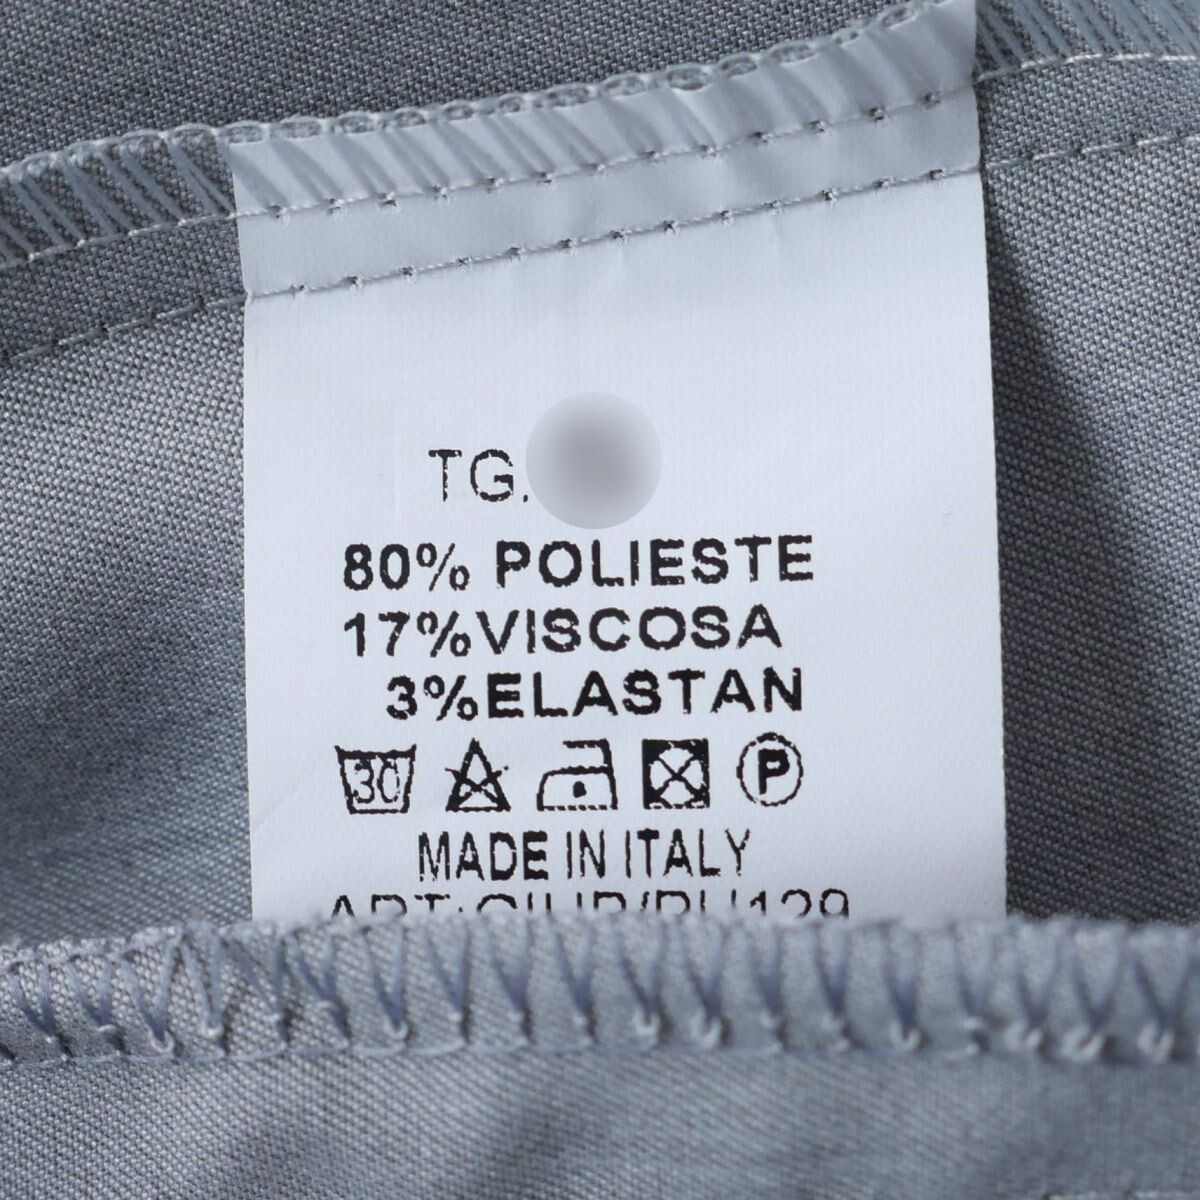 TG.
80% POLIESTE
17%VISCOSA
3%ELASTAN
30
P
MADE IN ITALY